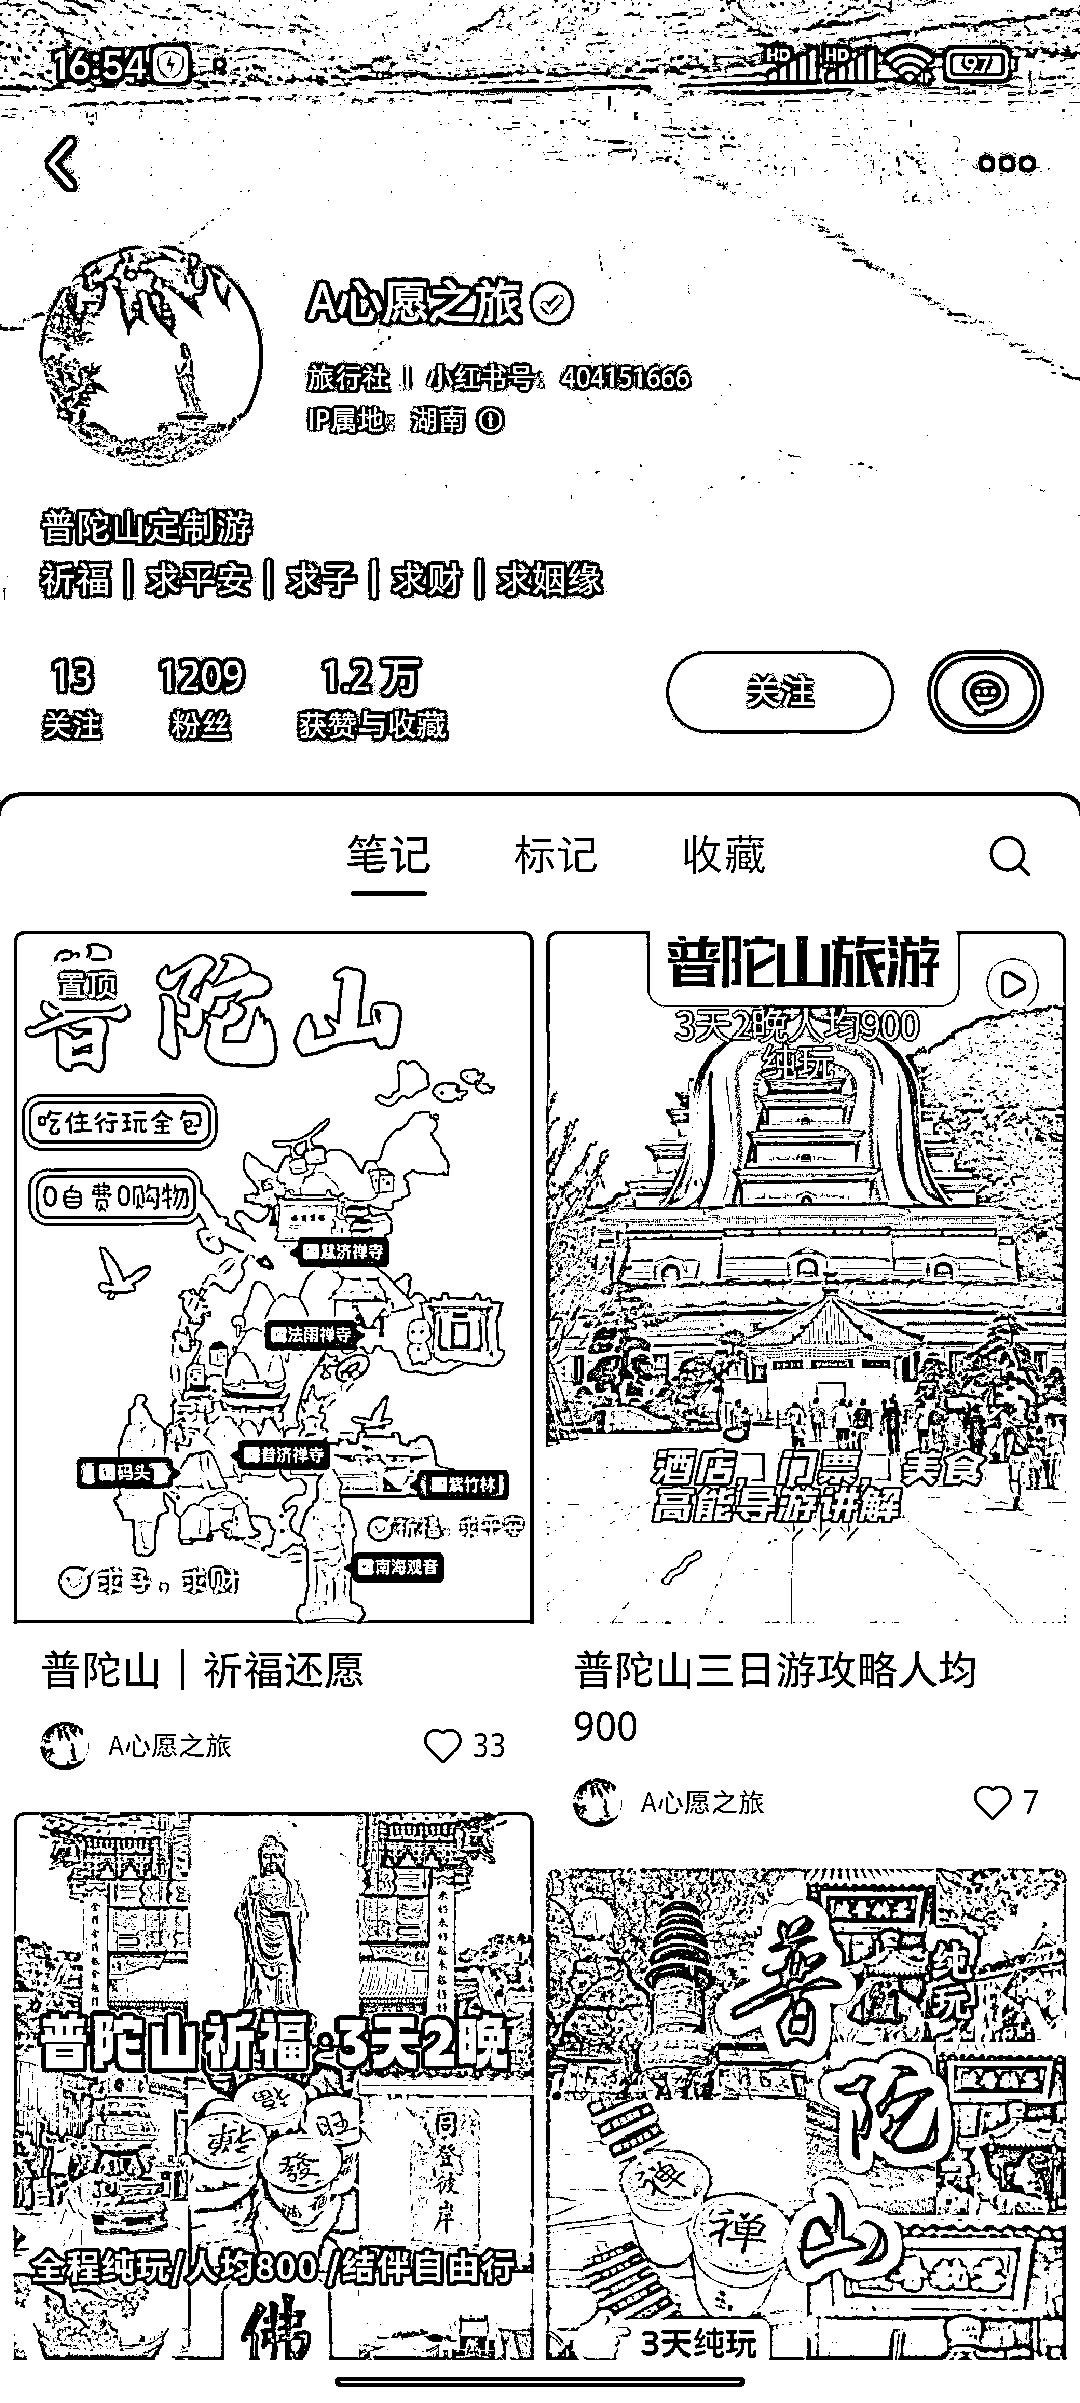 16:54
HD HD 97
A心愿之旅
旅行社 | 小红书号：404151666
IP属地：湖南
普陀山定制游
祈福 | 求平安 | 求子 | 求财 | 求姻缘
13 1209 1.2万
关注 粉丝 获赞与收藏
关注
笔记 标记 收藏
置顶
普陀山
吃住行玩全包
0自费0购物
慧济禅寺
法雨禅寺
普济禅寺
码头
紫竹林
祈福，求平安
南海观音
求子，求财
普陀山｜祈福还愿
A心愿之旅 33
普陀山旅游
3天2晚人均900
纯玩
酒店，门票，美食
高能导游讲解
普陀山三日游攻略人均
900
A心愿之旅 7
普陀山祈福·3天2晚
旺
發
同登彼岸
全程纯玩/人均800/结伴自由行
佛
普陀山
纯玩
禅
3天纯玩